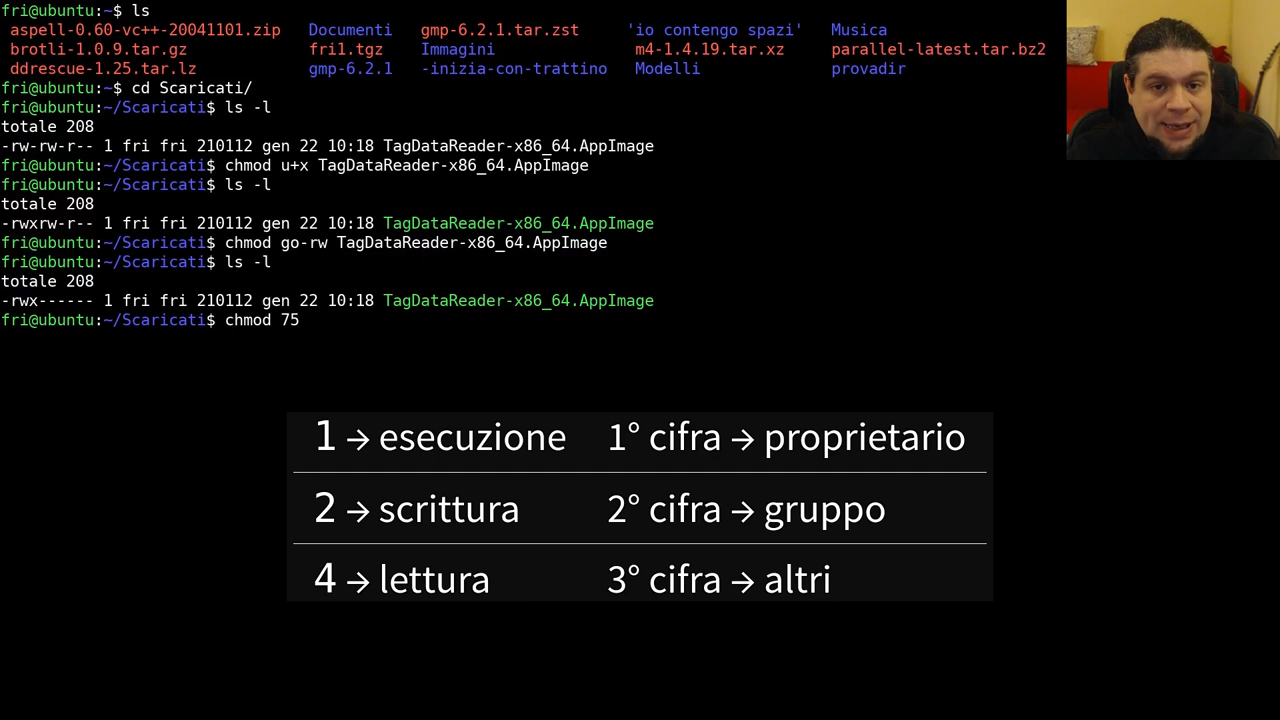 fri@ubuntu:~$ ls
aspell-0.60-vc++-20041101.zip Documenti gmp-6.2.1.tar.zst 'io contengo spazi' Musica
brotli-1.0.9.tar.gz fri1.tgz Immagini m4-1.4.19.tar.xz parallel-latest.tar.bz2
ddrescue-1.25.tar.lz gmp-6.2.1 -inizia-con-trattino Modelli provadir
fri@ubuntu:~$ cd Scaricati/
fri@ubuntu:~/Scaricati$ ls -l
totale 208
-rw-rw-r-- 1 fri fri 210112 gen 22 10:18 TagDataReader-x86_64.AppImage
fri@ubuntu:~/Scaricati$ chmod u+x TagDataReader-x86_64.AppImage
fri@ubuntu:~/Scaricati$ ls -l
totale 208
-rwxrw-r-- 1 fri fri 210112 gen 22 10:18 TagDataReader-x86_64.AppImage
fri@ubuntu:~/Scaricati$ chmod go-rw TagDataReader-x86_64.AppImage
fri@ubuntu:~/Scaricati$ ls -l
totale 208
-rwx------ 1 fri fri 210112 gen 22 10:18 TagDataReader-x86_64.AppImage
fri@ubuntu:~/Scaricati$ chmod 75
1 → esecuzione 1° cifra → proprietario
2 → scrittura 2° cifra → gruppo
4 → lettura 3° cifra → altri